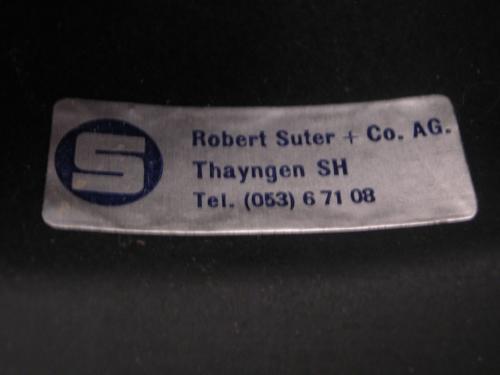 S
Robert Suter + Co. AG.
Thayngen SH
Tel. (053) 6 71 08